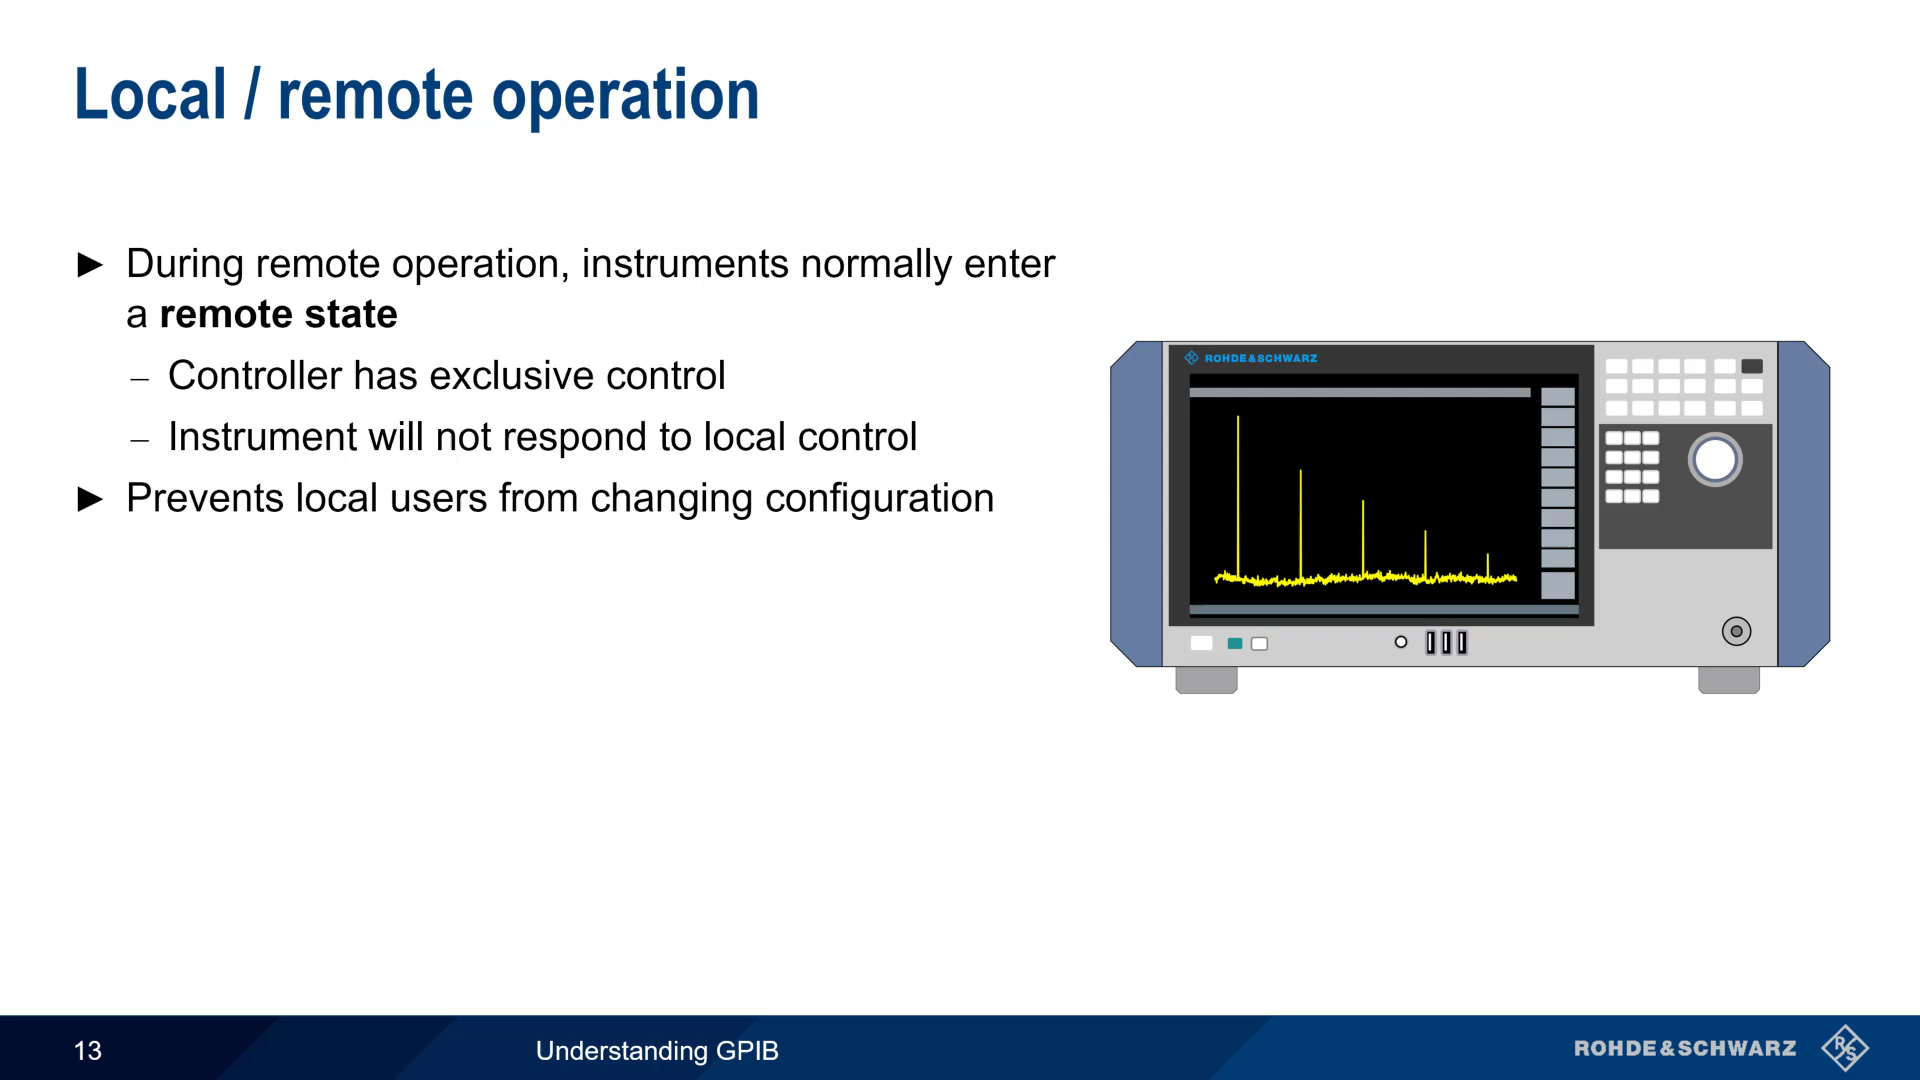 Local / remote operation
► During remote operation, instruments normally enter
a remote state
– Controller has exclusive control
– Instrument will not respond to local control
► Prevents local users from changing configuration
ROHDE&SCHWARZ
13
Understanding GPIB
ROHDE&SCHWARZ
R&S